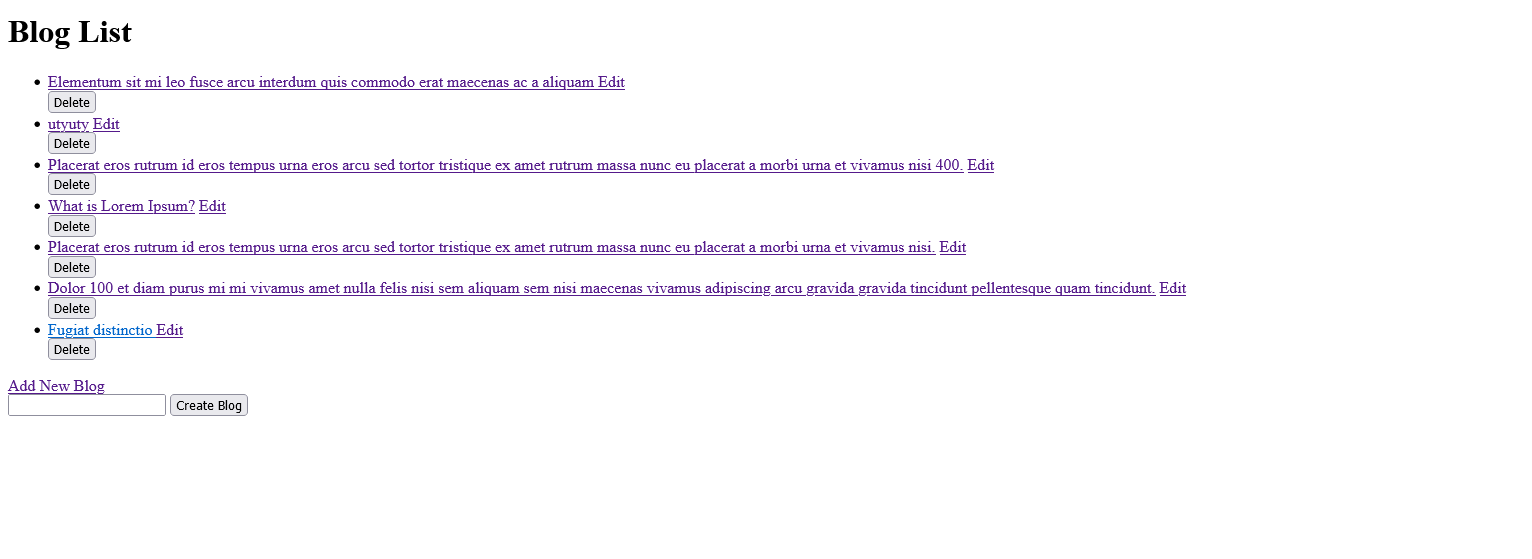 Blog List
Elementum sit mi leo fusce arcu interdum quis commodo erat maecenas ac a aliquam Edit
Delete
utyuty Edit
Delete
Placerat eros rutrum id eros tempus urna eros arcu sed tortor tristique ex amet rutrum massa nunc eu placerat a morbi urna et vivamus nisi 400. Edit
Delete
What is Lorem Ipsum? Edit
Delete
Placerat eros rutrum id eros tempus urna eros arcu sed tortor tristique ex amet rutrum massa nunc eu placerat a morbi urna et vivamus nisi. Edit
Delete
Dolor 100 et diam purus mi mi vivamus amet nulla felis nisi sem aliquam sem nisi maecenas vivamus adipiscing arcu gravida gravida tincidunt pellentesque quam tincidunt. Edit
Delete
Fugiat distinctio Edit
Delete
Add New Blog
Create Blog